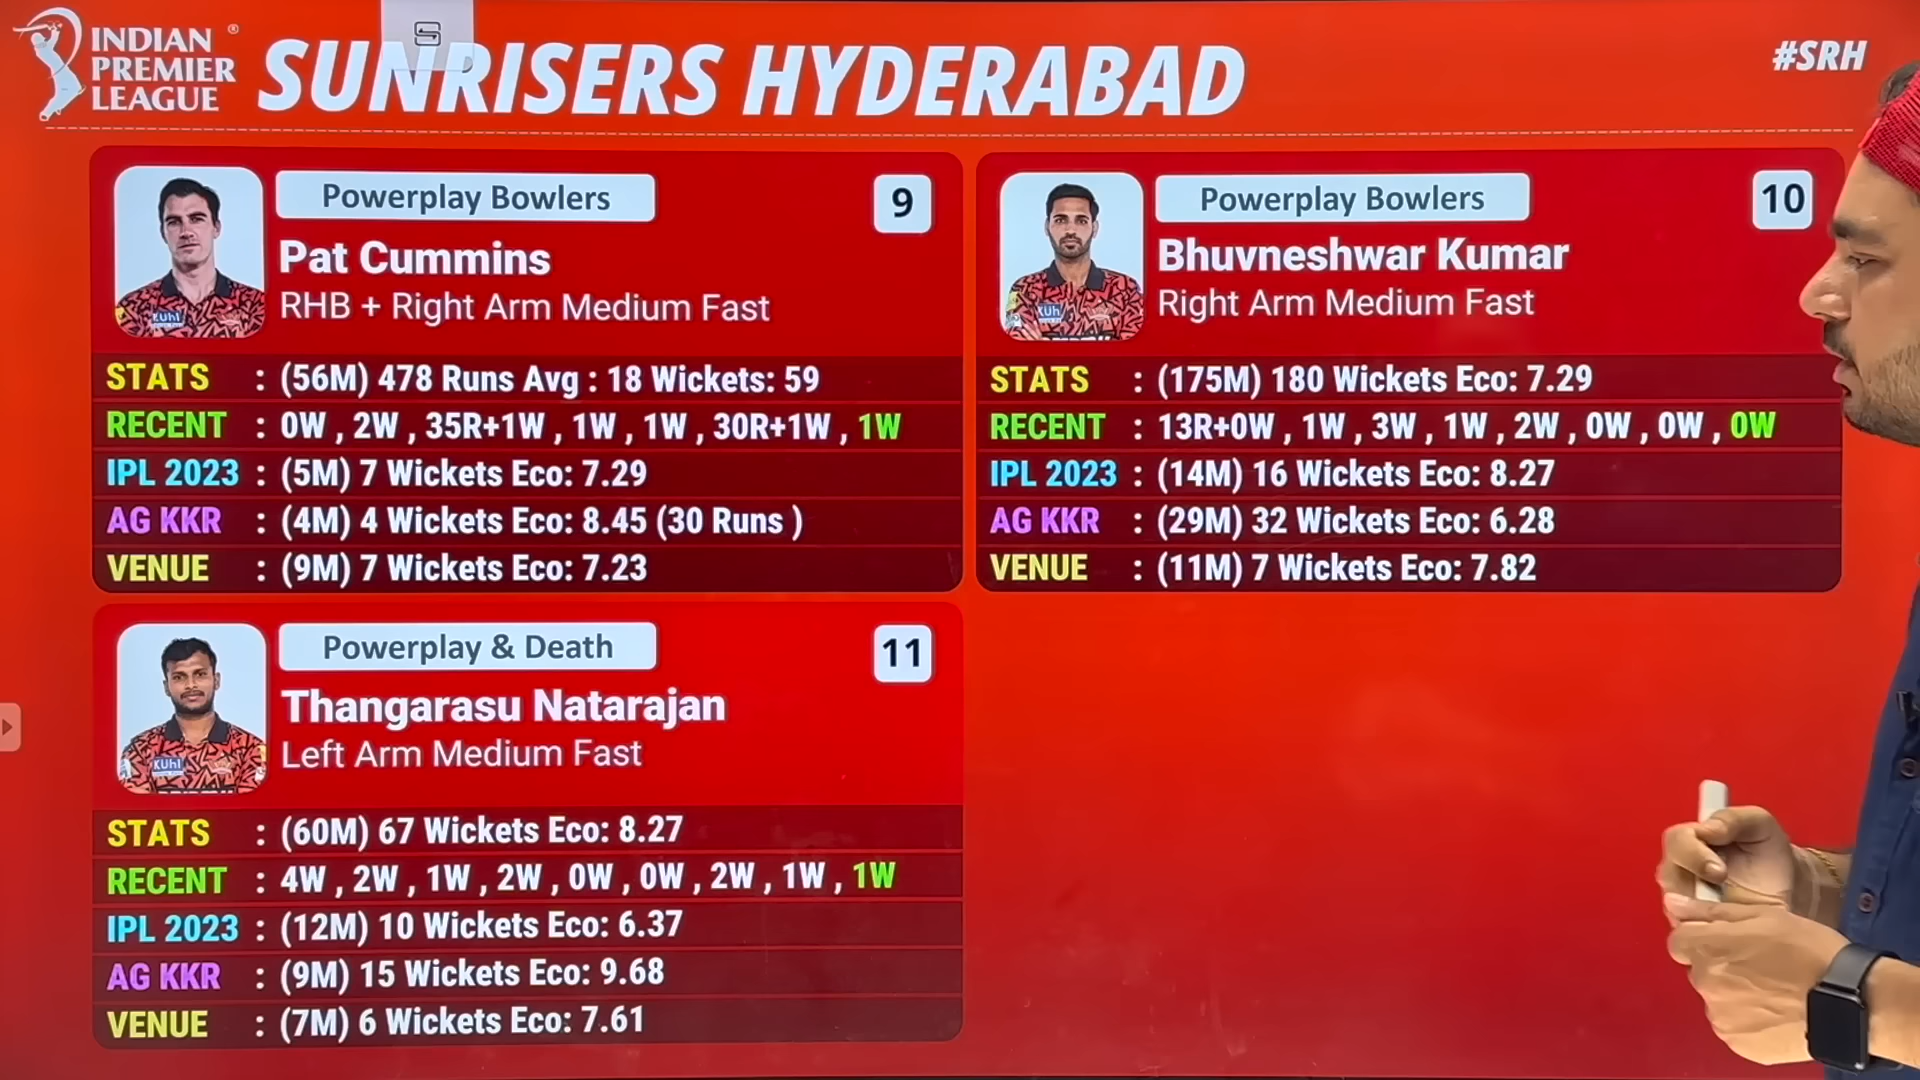 INDIAN
PREMIER
LEAGUE
®
SUNRISERS HYDERABAD
#SRH
Powerplay Bowlers
9
Pat Cummins
RHB + Right Arm Medium Fast
STATS : (56M) 478 Runs Avg : 18 Wickets: 59
RECENT : 0W , 2W , 35R+1W , 1W , 1W , 30R+1W , 1W
IPL 2023 : (5M) 7 Wickets Eco: 7.29
AG KKR : (4M) 4 Wickets Eco: 8.45 (30 Runs )
VENUE : (9M) 7 Wickets Eco: 7.23
Powerplay Bowlers
10
Bhuvneshwar Kumar
Right Arm Medium Fast
STATS : (175M) 180 Wickets Eco: 7.29
RECENT : 13R+0W , 1W , 3W , 1W , 2W , 0W , 0W , 0W
IPL 2023 : (14M) 16 Wickets Eco: 8.27
AG KKR : (29M) 32 Wickets Eco: 6.28
VENUE : (11M) 7 Wickets Eco: 7.82
Powerplay & Death
11
Thangarasu Natarajan
Left Arm Medium Fast
STATS : (60M) 67 Wickets Eco: 8.27
RECENT : 4W , 2W , 1W , 2W , 0W , 0W , 2W , 1W , 1W
IPL 2023 : (12M) 10 Wickets Eco: 6.37
AG KKR : (9M) 15 Wickets Eco: 9.68
VENUE : (7M) 6 Wickets Eco: 7.61